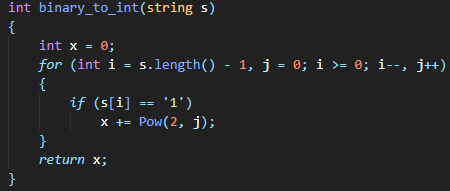 int binary_to_int(string s)
{
int x = 0;
for (int i = s.length() - 1, j = 0; i >= 0; i--, j++)
{
if (s[i] == '1')
x += Pow(2, j);
}
return x;
}